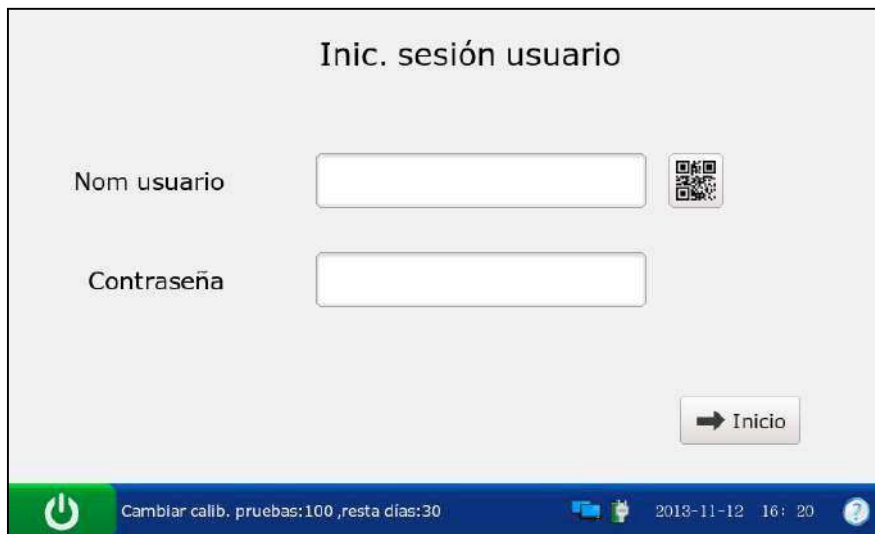 Inic. sesión usuario
Nom usuario
Contraseña
Inicio
Cambiar calib. pruebas:100 ,resta días:30 2013-11-12 16: 20 ?